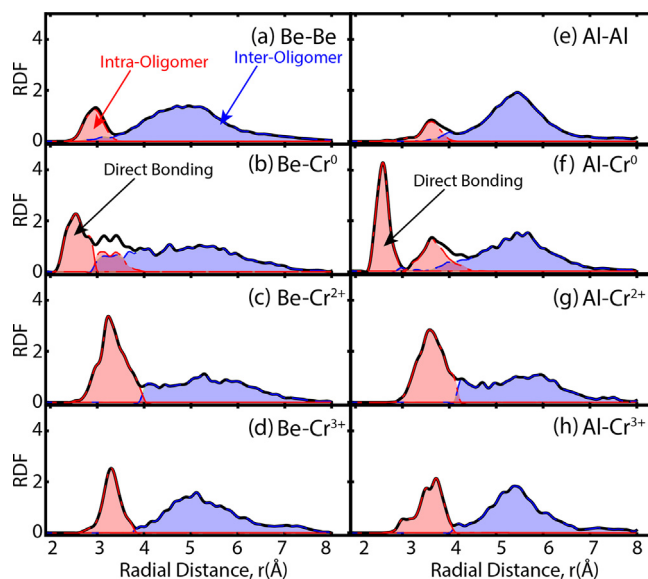 (a) Be-Be
(e) Al-Al
Intra-Oligomer
Inter-Oligomer
RDF
4
2
0
(b) Be-Cr⁰
(f) Al-Cr⁰
Direct Bonding
Direct Bonding
RDF
4
2
0
(c) Be-Cr²⁺
(g) Al-Cr²⁺
RDF
4
2
0
(d) Be-Cr³⁺
(h) Al-Cr³⁺
RDF
4
2
0
2 3 4 5 6 7 8
2 3 4 5 6 7 8
Radial Distance, r(Å)
Radial Distance, r(Å)